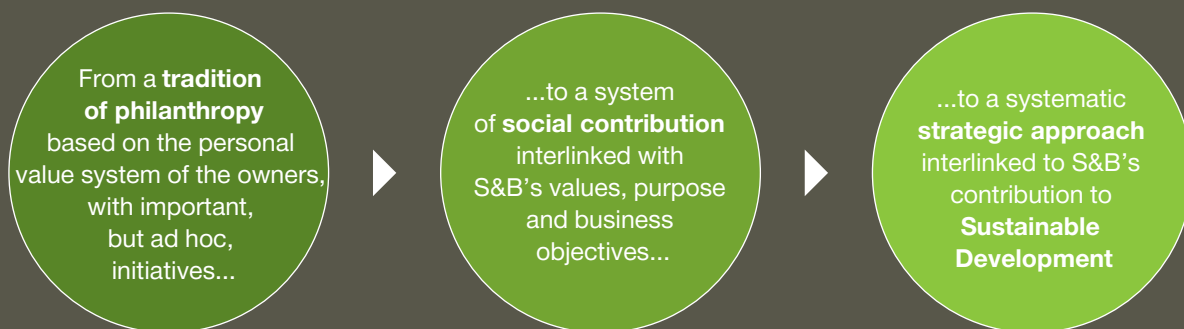 From a tradition
of philanthropy
based on the personal
value system of the owners,
with important,
but ad hoc,
initiatives...
...to a system
of social contribution
interlinked with
S&B's values, purpose
and business
objectives...
...to a systematic
strategic approach
interlinked to S&B's
contribution to
Sustainable
Development